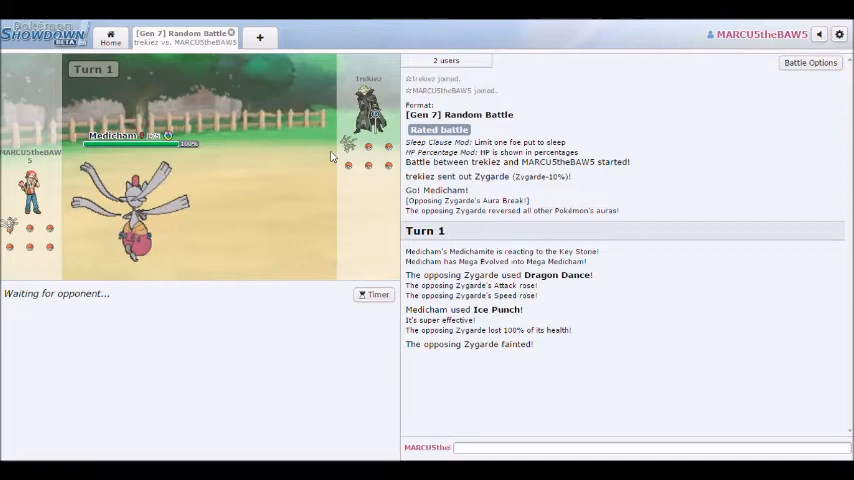 Pokémon
SHOWDOWN
BETA
Home
[Gen 7] Random Battle
trekiez vs. MARCU5theBAW5
+
MARCU5theBAW5
Turn 1
trekiez
Medicham
100%
MARCU5theBAW
5
Waiting for opponent...
Timer
2 users
Battle Options
☆trekiez joined.
☆MARCU5theBAW5 joined.
Format:
[Gen 7] Random Battle
Rated battle
Sleep Clause Mod: Limit one foe put to sleep
HP Percentage Mod: HP is shown in percentages
Battle between trekiez and MARCU5theBAW5 started!
trekiez sent out Zygarde (Zygarde-10%)!
Go! Medicham!
[Opposing Zygarde's Aura Break!]
The opposing Zygarde reversed all other Pokémon's auras!
Turn 1
Medicham's Medichamite is reacting to the Key Stone!
Medicham has Mega Evolved into Mega Medicham!
The opposing Zygarde used Dragon Dance!
The opposing Zygarde's Attack rose!
The opposing Zygarde's Speed rose!
Medicham used Ice Punch!
It's super effective!
The opposing Zygarde lost 100% of its health!
The opposing Zygarde fainted!
MARCU5the